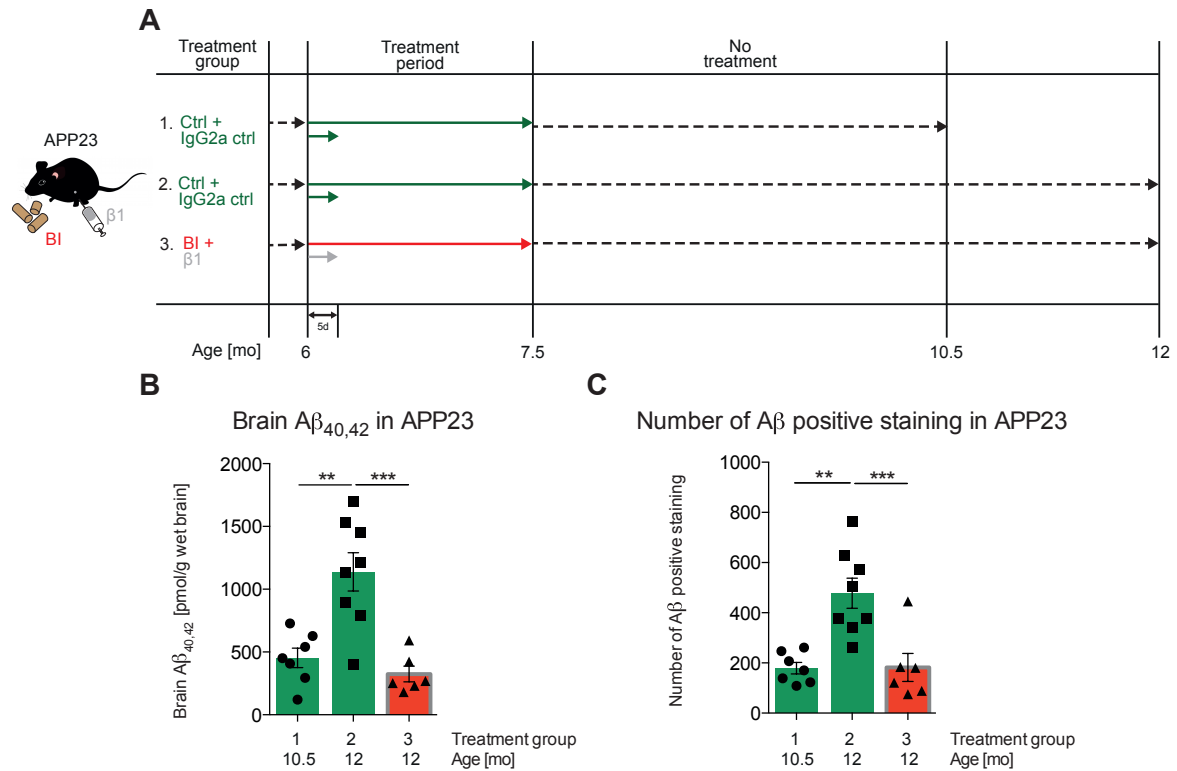 A
Treatment group
Treatment period
No treatment
APP23
β1
BI
1. Ctrl +
IgG2a ctrl
2. Ctrl +
IgG2a ctrl
3. BI +
β1
5d
Age [mo] 6 7.5 10.5 12
B
Brain Aβ40,42 in APP23
Brain Aβ40,42 [pmol/g wet brain]
2000
1500
1000
500
0
** ***
1 2 3 Treatment group
10.5 12 12 Age [mo]
C
Number of Aβ positive staining in APP23
Number of Aβ positive staining
1000
800
600
400
200
0
** ***
1 2 3 Treatment group
10.5 12 12 Age [mo]